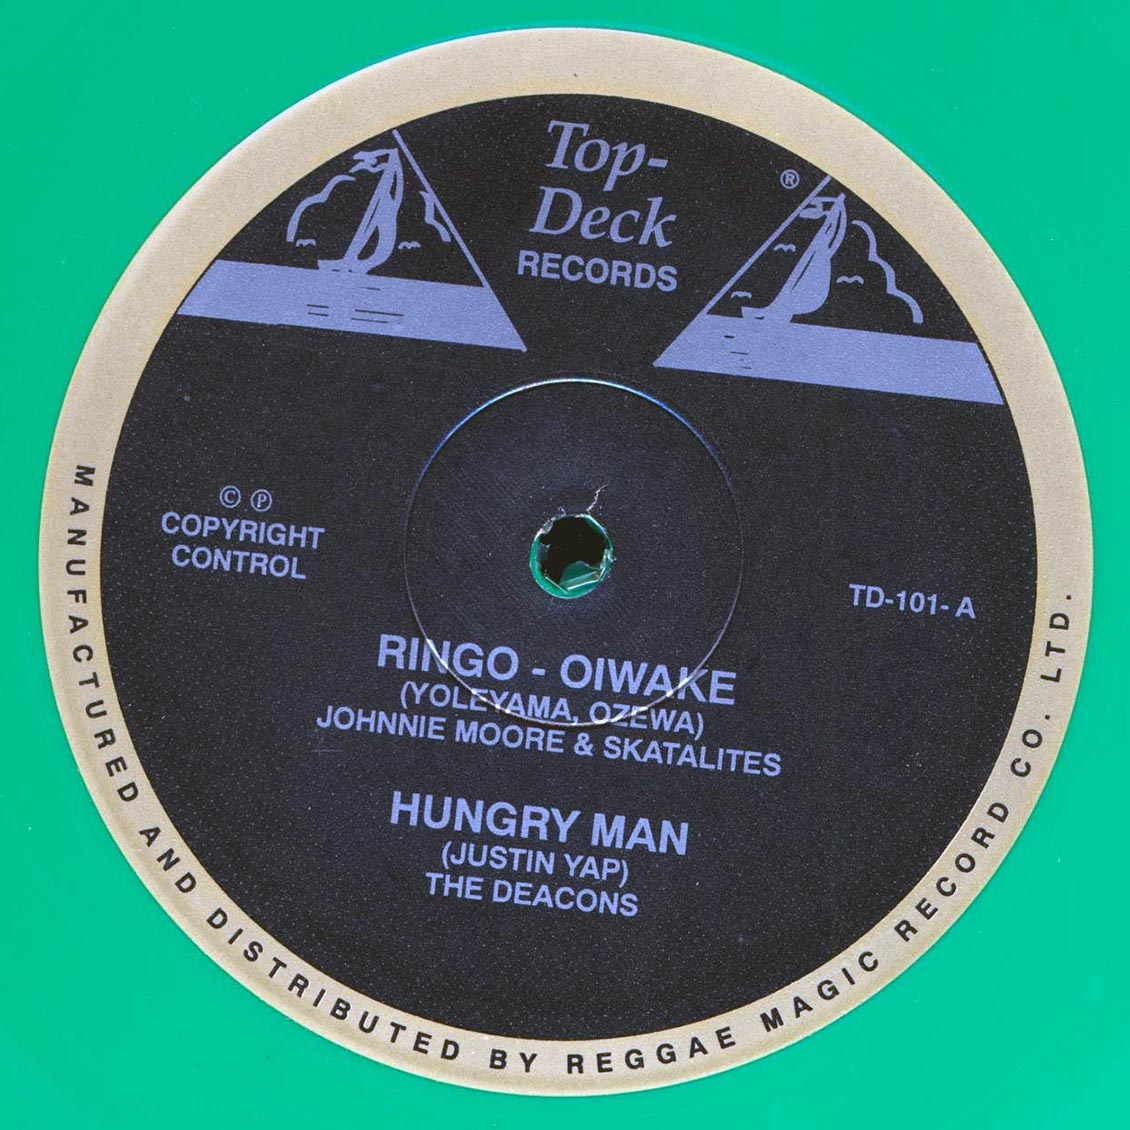 Top-
Deck
RECORDS
®
© ℗
COPYRIGHT
CONTROL
TD-101- A
RINGO - OIWAKE
(YOLEYAMA, OZEWA)
JOHNNIE MOORE & SKATALITES
HUNGRY MAN
(JUSTIN YAP)
THE DEACONS
MANUFACTURED AND DISTRIBUTED BY REGGAE MAGIC RECORD CO. LTD.